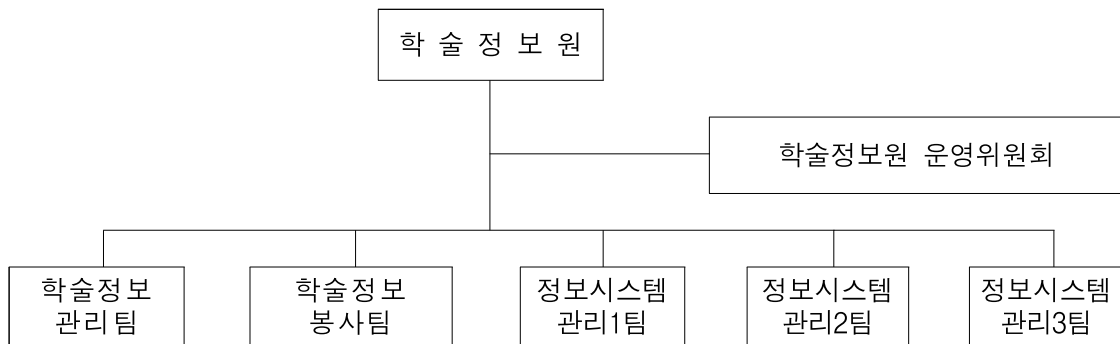 학 술 정 보 원
학술정보원 운영위원회
학술정보
관리팀
학술정보
봉사팀
정보시스템
관리1팀
정보시스템
관리2팀
정보시스템
관리3팀